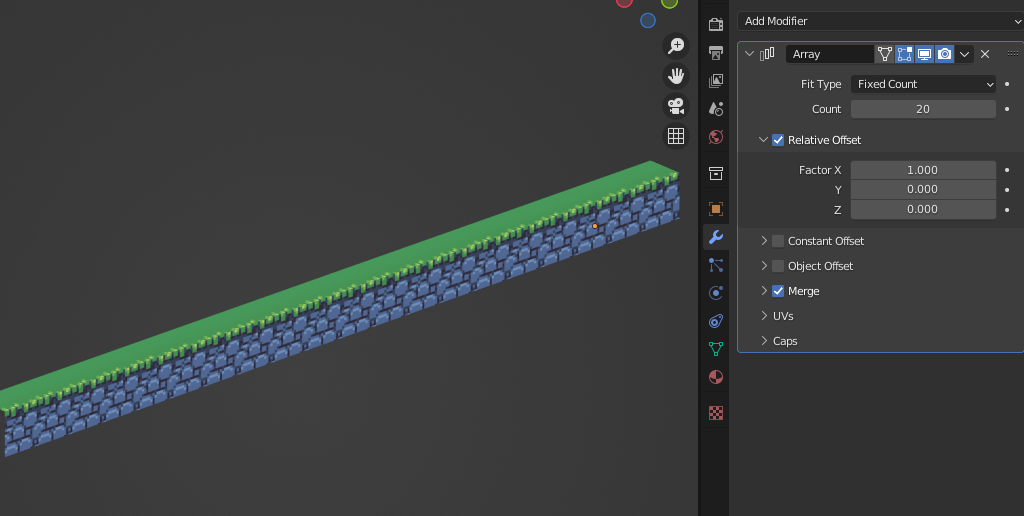 Add Modifier
Array
Fit Type Fixed Count
Count 20
Relative Offset
Factor X 1.000
Y 0.000
Z 0.000
Constant Offset
Object Offset
Merge
UVs
Caps